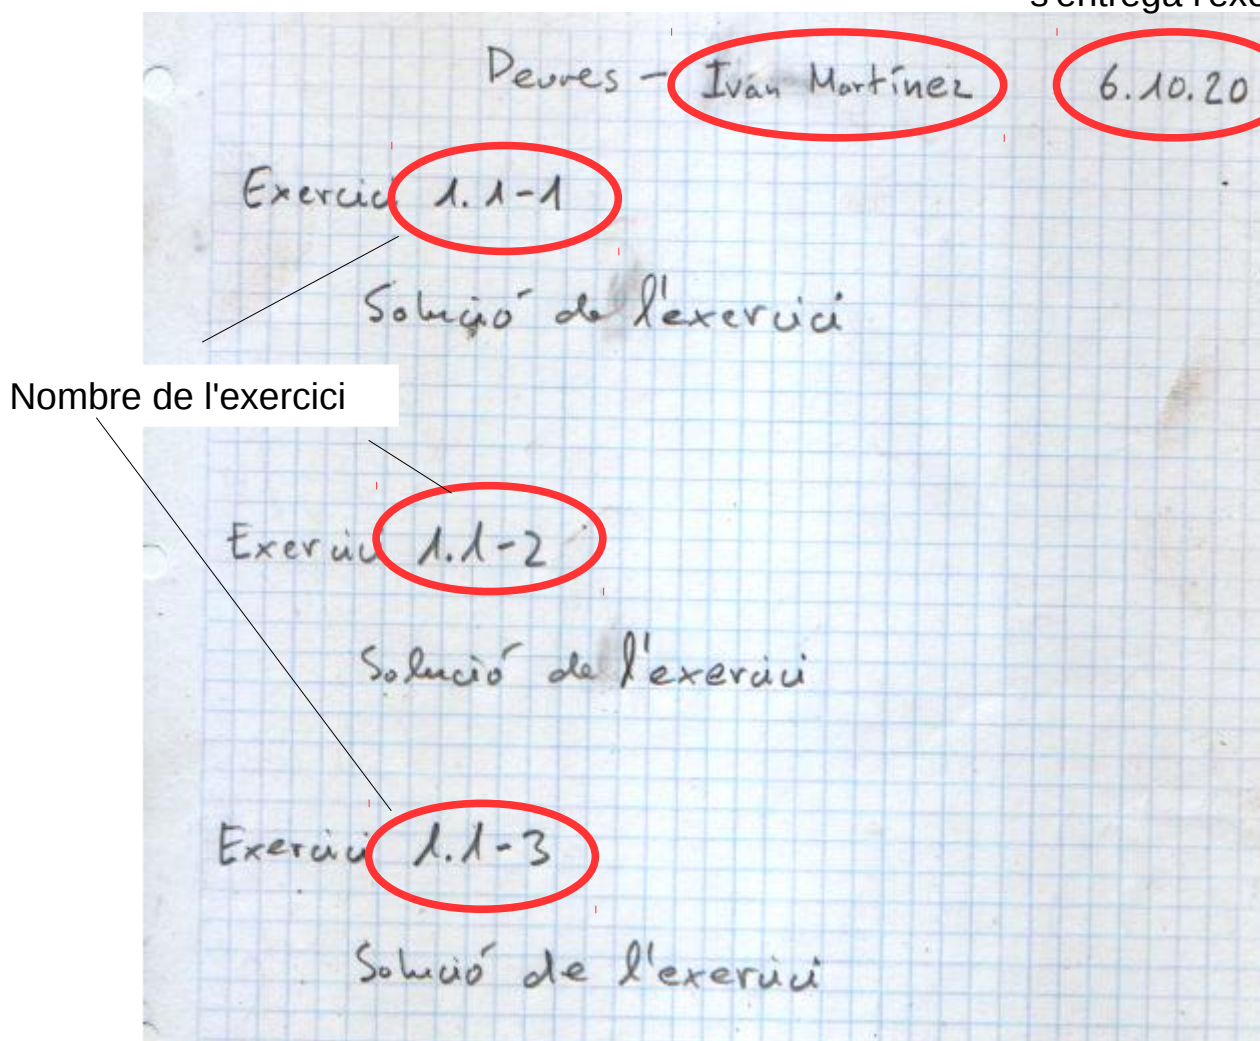 s'entrega l'exe
Deures - Iván Martínez 6.10.20
Exercici 1.1-1
Solució de l'exercici
Nombre de l'exercici
Exercici 1.1-2
Solució de l'exercici
Exercici 1.1-3
Solució de l'exercici